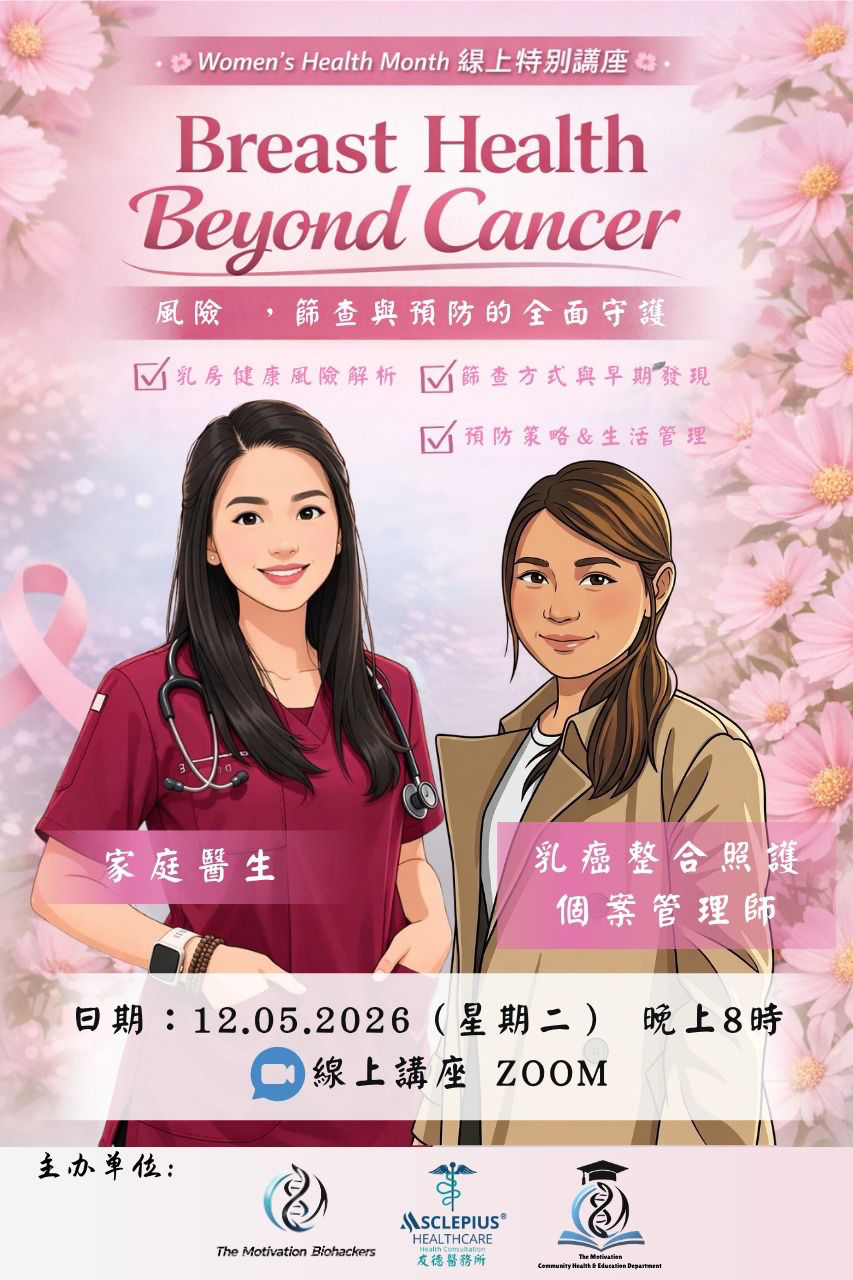 Women's Health Month 線上特別講座
Breast Health
Beyond Cancer
風險 ，篩查與預防的全面守護
乳房健康風險解析
篩查方式與早期發現
預防策略&生活管理
家庭醫生
乳癌整合照護
個案管理師
日期：12.05.2026（星期二） 晚上8時
線上講座 ZOOM
主办单位:
The Motivation Biohackers
ASCLEPIUS®
HEALTHCARE
Health Consultation
友德醫務所
The Motivation
Community Health & Education Department